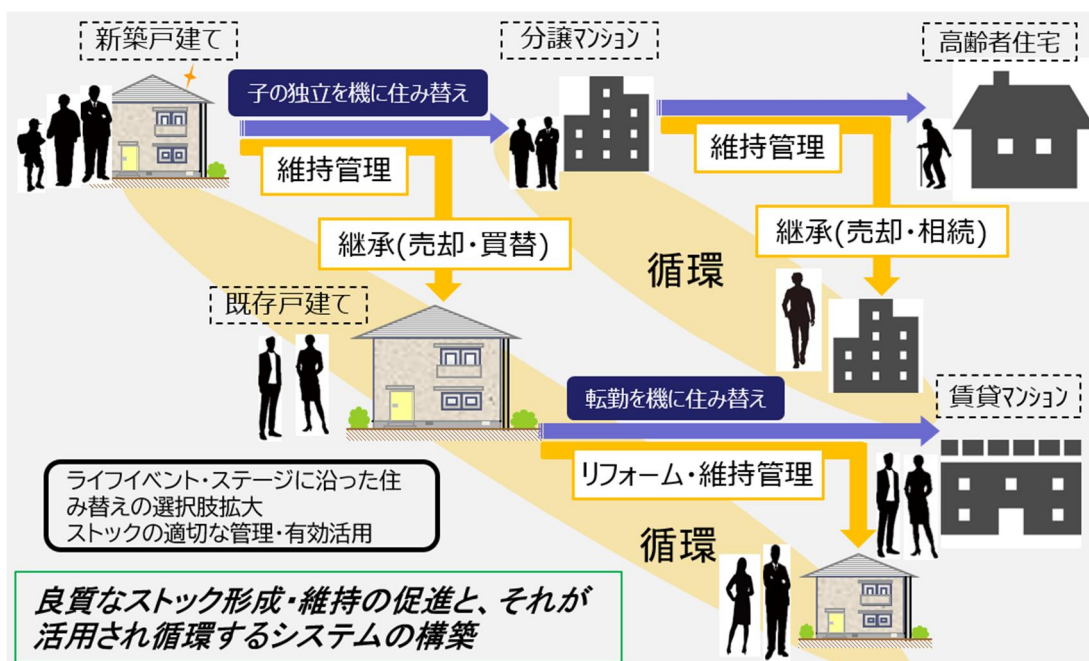 新築戸建て
分譲ﾏﾝｼｮﾝ
高齢者住宅
子の独立を機に住み替え
維持管理
維持管理
継承(売却・買替)
継承(売却・相続)
循環
既存戸建て
転勤を機に住み替え
賃貸ﾏﾝｼｮﾝ
リフォーム・維持管理
ライフイベント・ステージに沿った住
み替えの選択肢拡大
ストックの適切な管理・有効活用
循環
良質なストック形成・維持の促進と、それが
活用され循環するシステムの構築